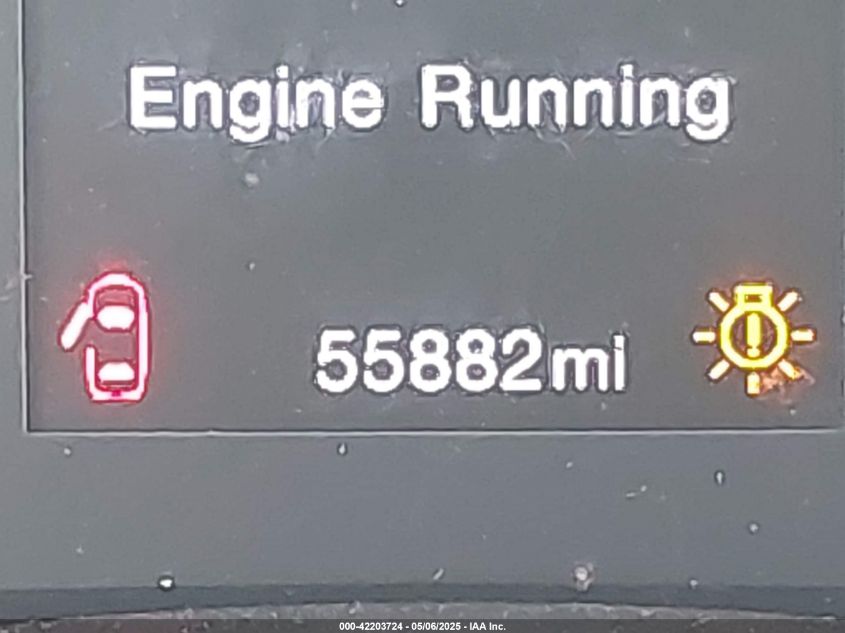 Engine Running
55882mi
000-42203724 - 05/06/2025 - IAA Inc.